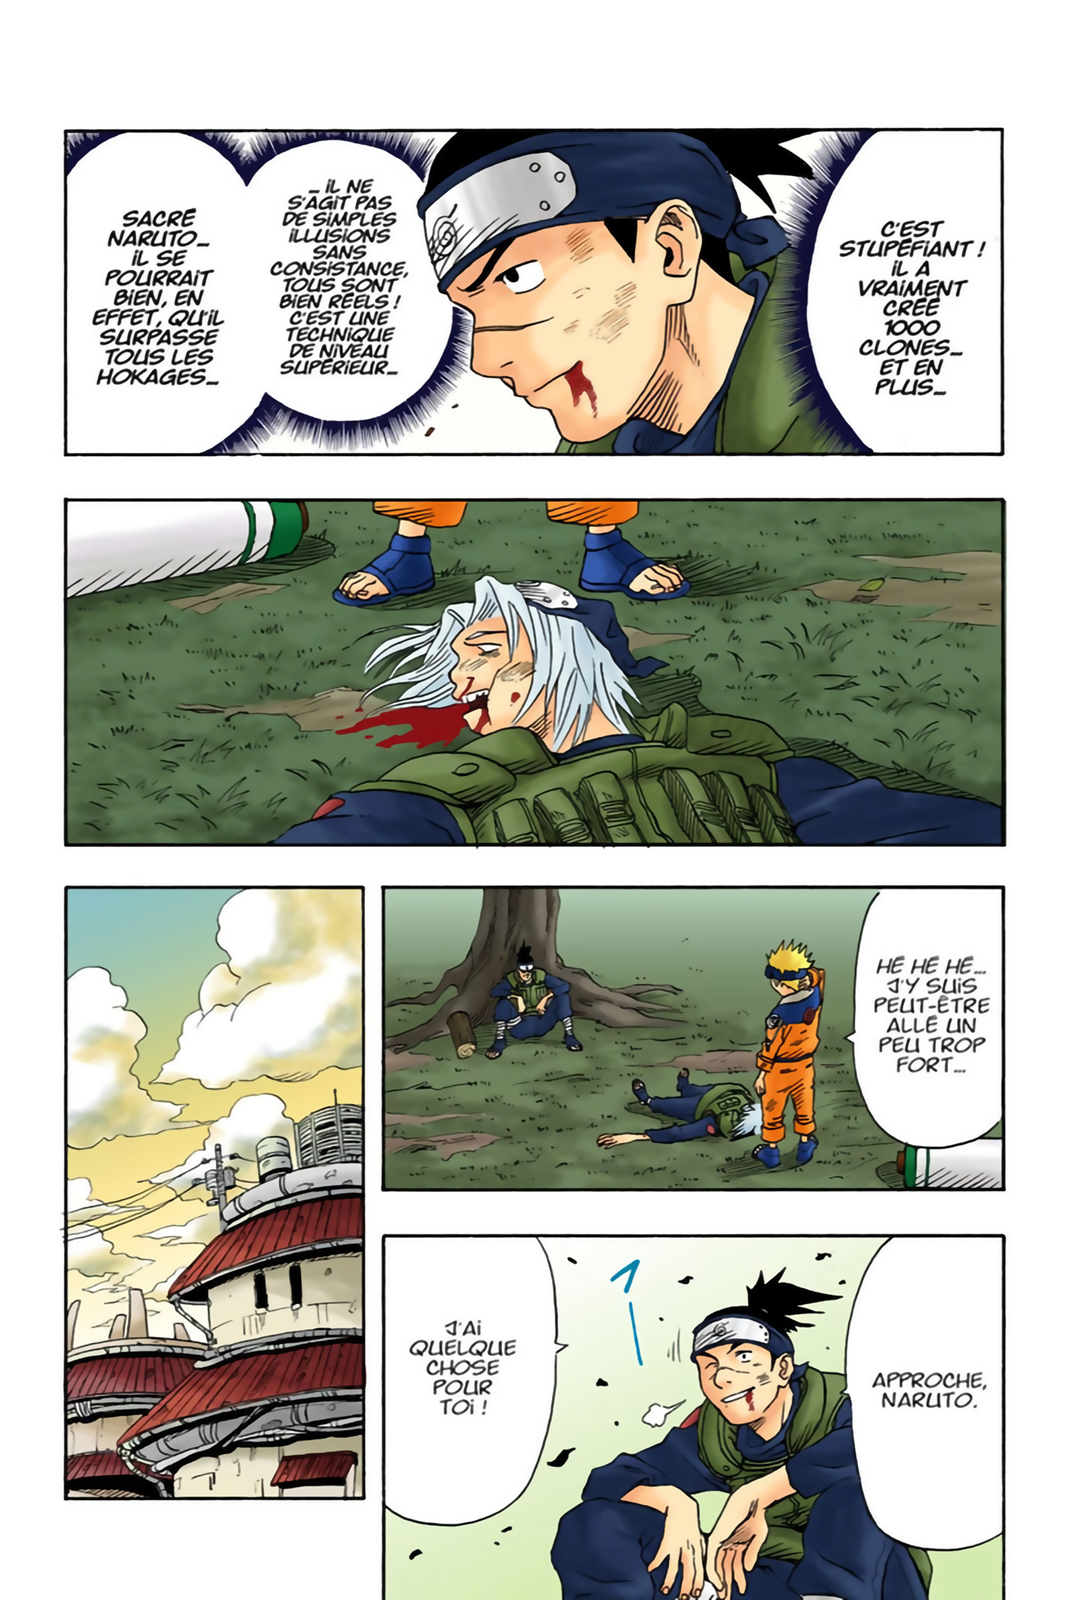 C'EST
STUPÉFIANT !
IL A
VRAIMENT
CRÉÉ
1000
CLONES...
ET EN
PLUS...
... IL NE
S'AGIT PAS
DE SIMPLES
ILLUSIONS
SANS
CONSISTANCE,
TOUS SONT
BIEN RÉELS !
C'EST UNE
TECHNIQUE
DE NIVEAU
SUPÉRIEUR...
SACRÉ
NARUTO...
IL SE
POURRAIT
BIEN, EN
EFFET, QU'IL
SURPASSE
TOUS LES
HOKAGES...
HÉ HÉ HÉ...
J'Y SUIS
PEUT-ÊTRE
ALLÉ UN
PEU TROP
FORT...
APPROCHE,
NARUTO.
J'AI
QUELQUE
CHOSE
POUR
TOI !